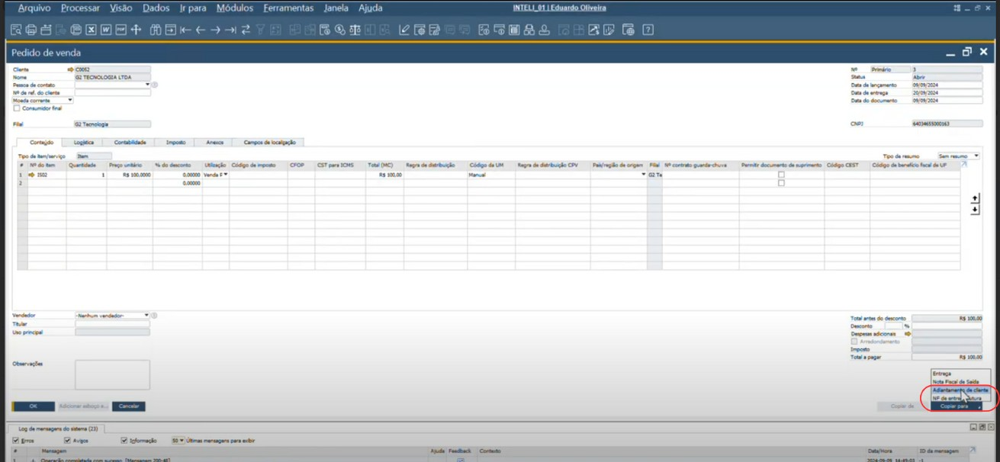 Arquivo Processar Visão Dados Ir para Módulos Ferramentas Janela Ajuda INTELI_01 | Eduardo Oliveira
Pedido de venda
Cliente C0052 Nº Primário 3
Nome G2 TECNOLOGIA LTDA Status Abrir
Pessoa de contato Data de lançamento 09/09/2024
Nº de ref. do cliente Data de entrega 20/09/2024
Moeda corrente Data do documento 09/09/2024
Consumidor final
Filial G2 Tecnologia CNPJ 64034655000163
Conteúdo Logística Contabilidade Imposto Anexos Campos de localização
Tipo de item/serviço Item Tipo de resumo Sem resumo
# Nº do item Quantidade Preço unitário % do desconto Utilização Código de imposto CFOP CST para ICMS Total (MC) Regra de distribuição Código da UM Regra de distribuição CPV País/região de origem Filial Nº contrato guarda-chuva Permitir documento de suprimento Código CEST Código de benefício fiscal de UF
1 IS02 1 R$ 100,0000 0,00000 Venda F R$ 100,00 Manual G2 Te
2 0,00000
Vendedor -Nenhum vendedor- Total antes do desconto R$ 100,00
Titular Desconto %
Uso principal Despesas adicionais
Arredondamento
Imposto
Total a pagar R$ 100,00
Observações
Entrega
Nota Fiscal de Saída
Adiantamento de cliente
NF de entre utura
OK Adicionar esboço e... Cancelar Copiar de Copiar para
Log de mensagens do sistema (23)
Erros Avisos Informação 50 Últimas mensagens para exibir
# Mensagem Ajuda Feedback Contexto Data/Hora ID da mensagem
1 Operação completada com sucesso [Mensagem 200-48] 2024-09-09 -1